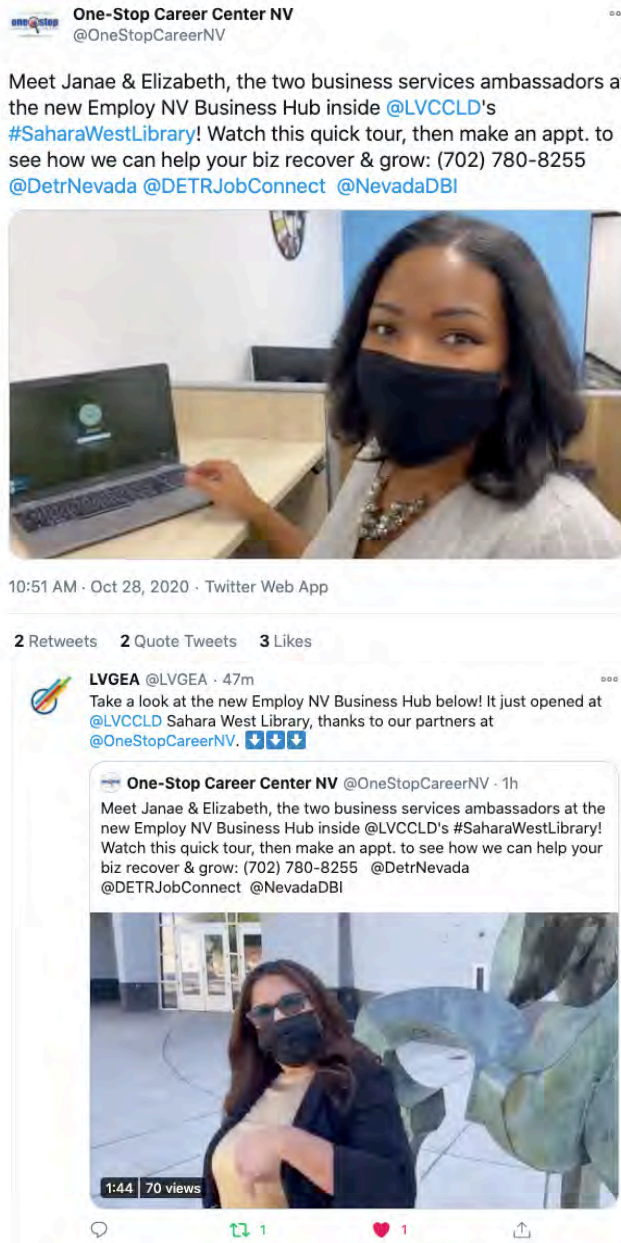 one stop
One-Stop Career Center NV
@OneStopCareerNV
Meet Janae & Elizabeth, the two business services ambassadors a
the new Employ NV Business Hub inside @LVCCLD's
#SaharaWestLibrary! Watch this quick tour, then make an appt. to
see how we can help your biz recover & grow: (702) 780-8255
@DetrNevada @DETRJobConnect @NevadaDBI
10:51 AM · Oct 28, 2020 · Twitter Web App
2 Retweets 2 Quote Tweets 3 Likes
LVGEA @LVGEA · 47m
Take a look at the new Employ NV Business Hub below! It just opened at
@LVCCLD Sahara West Library, thanks to our partners at
@OneStopCareerNV. ⬇️⬇️⬇️
One-Stop Career Center NV @OneStopCareerNV · 1h
Meet Janae & Elizabeth, the two business services ambassadors at the
new Employ NV Business Hub inside @LVCCLD's #SaharaWestLibrary!
Watch this quick tour, then make an appt. to see how we can help your
biz recover & grow: (702) 780-8255 @DetrNevada
@DETRJobConnect @NevadaDBI
1:44 70 views
1 1